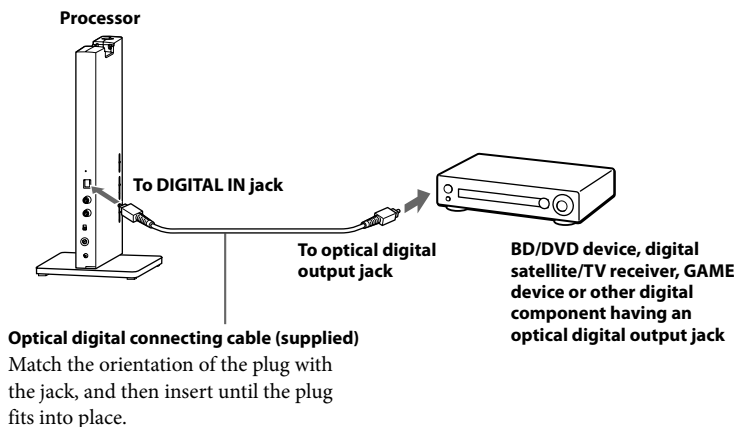 Processor
To DIGITAL IN jack
To optical digital
output jack
BD/DVD device, digital
satellite/TV receiver, GAME
device or other digital
component having an
optical digital output jack
Optical digital connecting cable (supplied)
Match the orientation of the plug with
the jack, and then insert until the plug
fits into place.